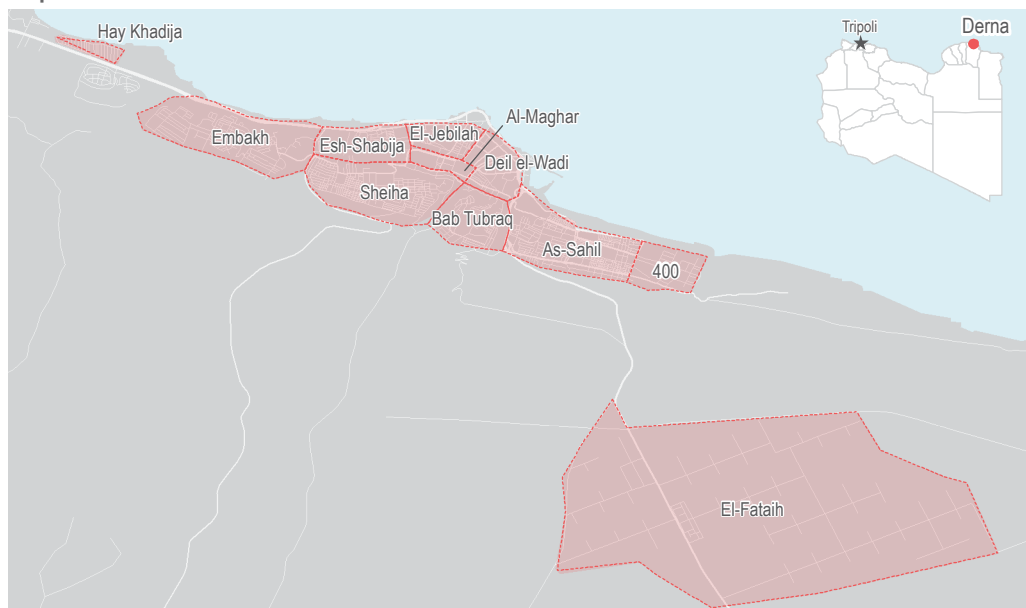 Hay Khadija
Tripoli
Derna
Al-Maghar
El-Jebilah
Embakh
Esh-Shabija
Deil el-Wadi
Sheiha
Bab Tubraq
As-Sahil
400
El-Fataih